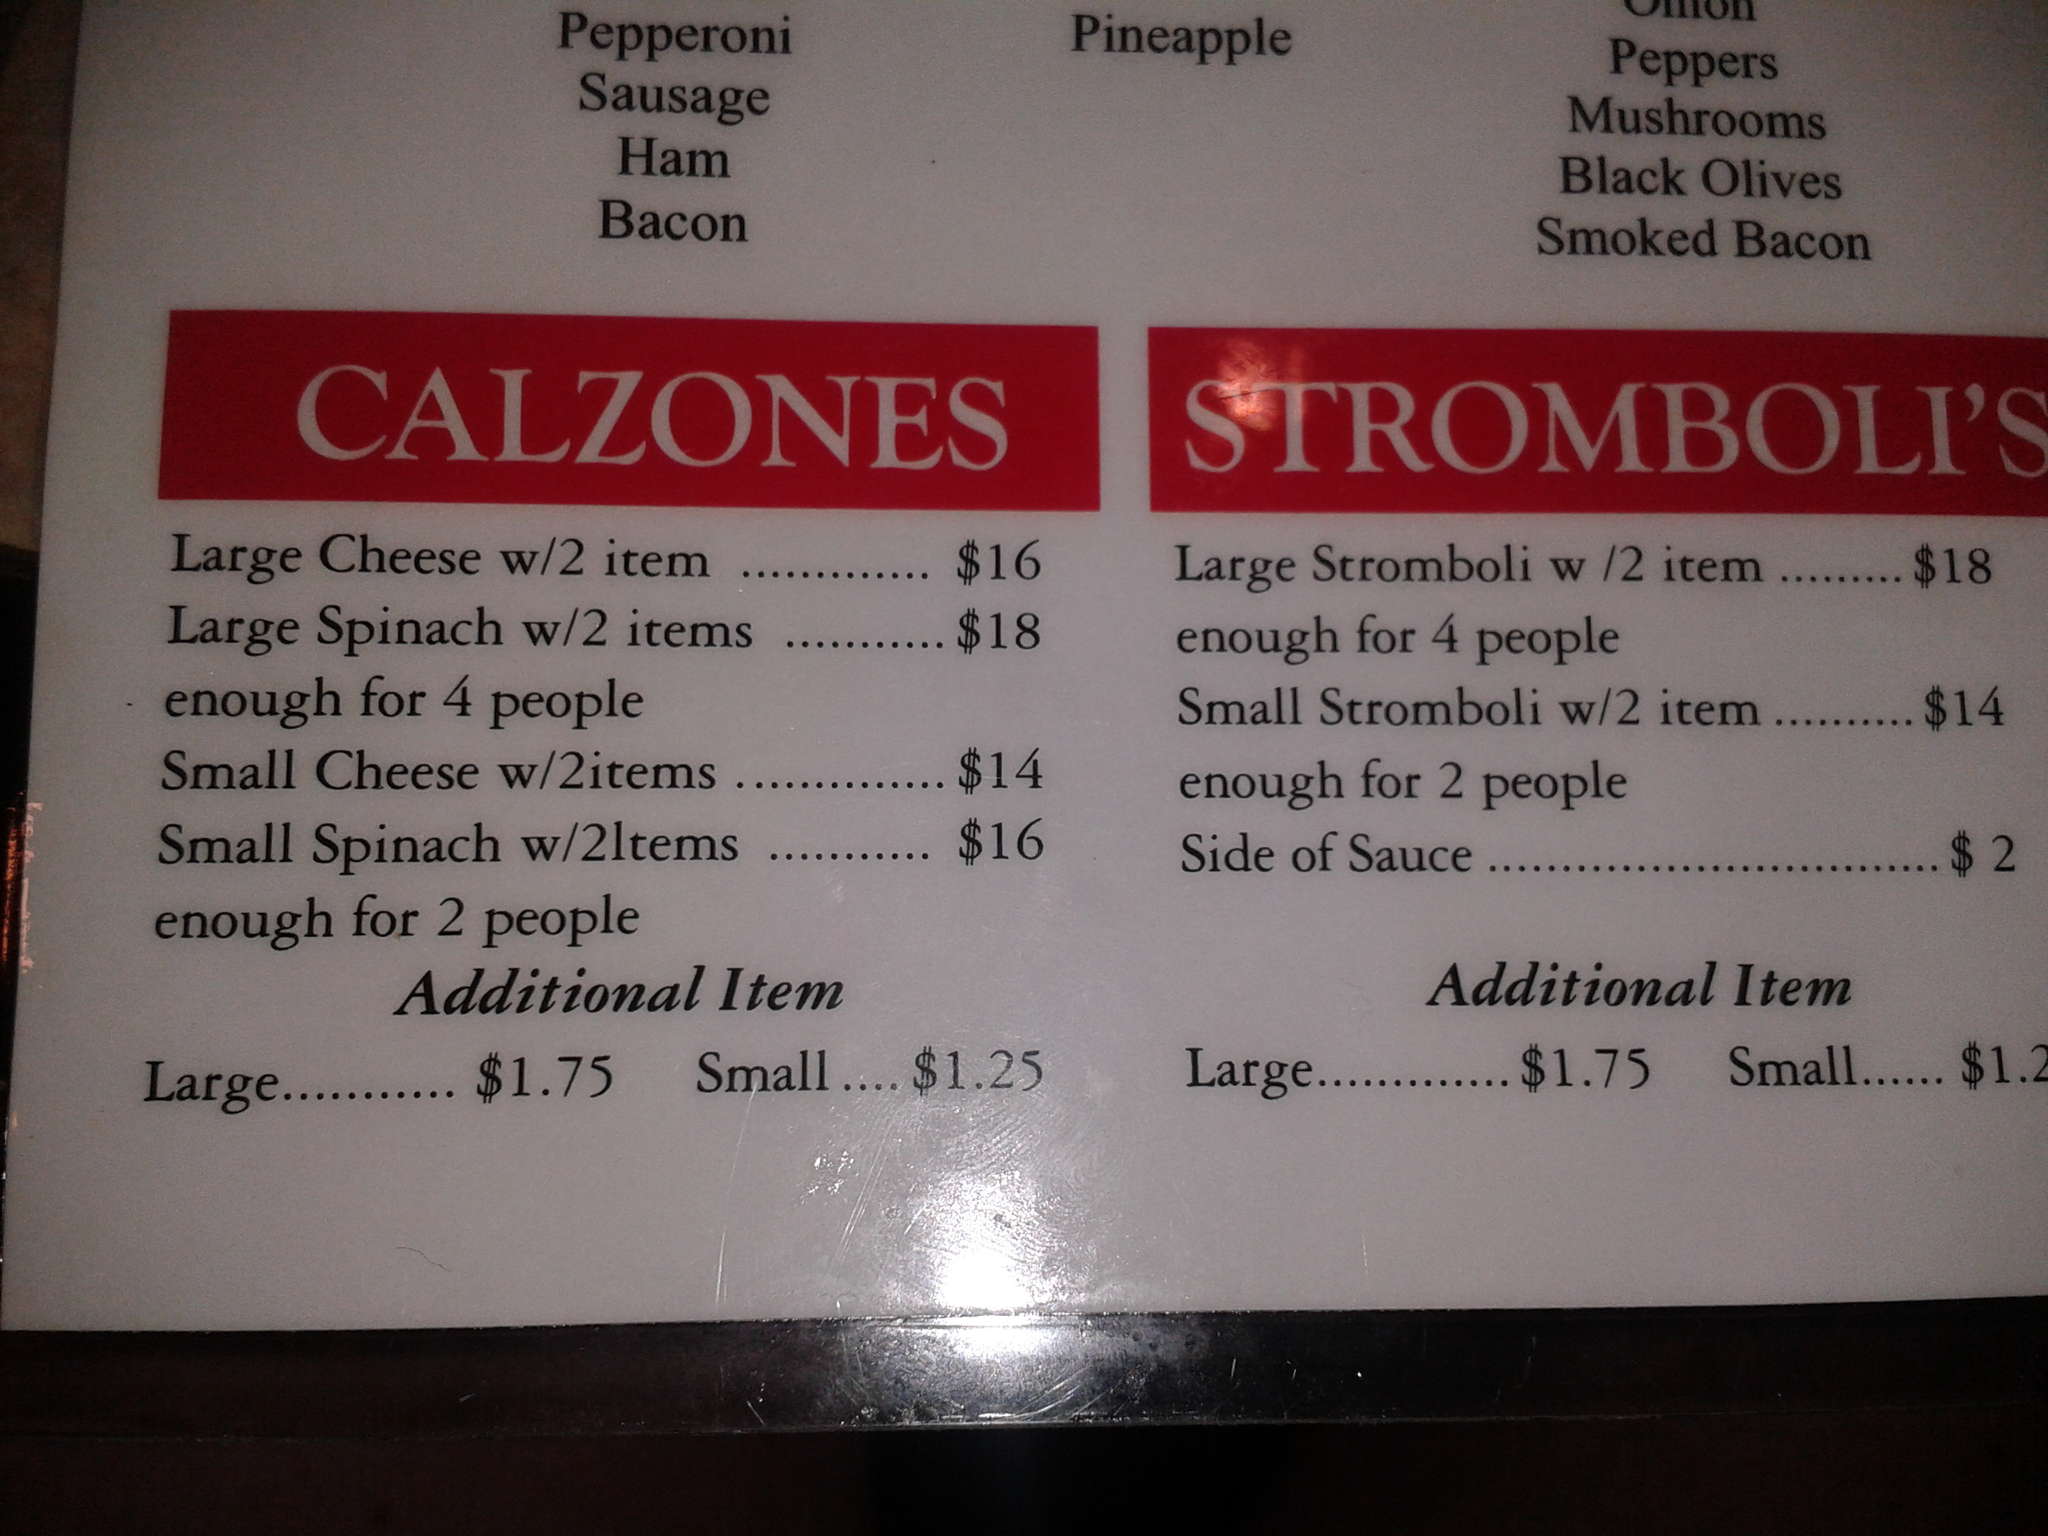 Pepperoni
Sausage
Ham
Bacon
Pineapple
Onion
Peppers
Mushrooms
Black Olives
Smoked Bacon
CALZONES
Large Cheese w/2 item ............. $16
Large Spinach w/2 items ...........$18
enough for 4 people
Small Cheese w/2items ..............$14
Small Spinach w/2ltems ........... $16
enough for 2 people
Additional Item
Large........... $1.75 Small .... $1.25
STROMBOLI'S
Large Stromboli w /2 item .........$18
enough for 4 people
Small Stromboli w/2 item ..........$14
enough for 2 people
Side of Sauce ...............................$ 2
Additional Item
Large.............$1.75 Small...... $1.2